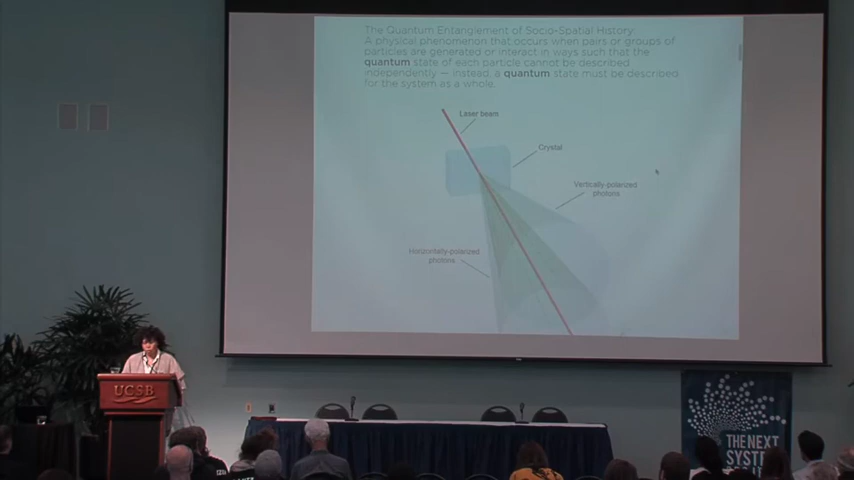 The Quantum Entanglement of Socio-Spatial History:
A physical phenomenon that occurs when pairs or groups of
particles are generated or interact in ways such that the
quantum state of each particle cannot be described
independently — instead, a quantum state must be described
for the system as a whole.
Laser beam
Crystal
Vertically-polarized
photons
Horizontally-polarized
photons
UCSB
THE NEXT
SYSTEM